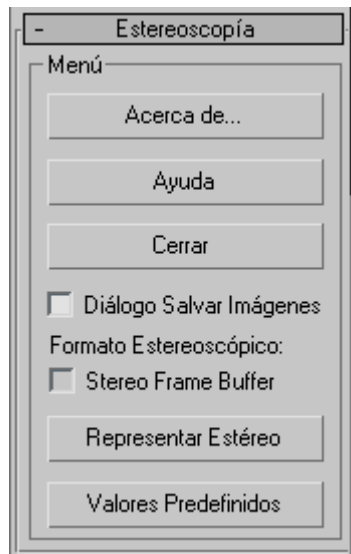 - Estereoscopía
Menú
Acerca de...
Ayuda
Cerrar
Diálogo Salvar Imágenes
Formato Estereoscópico:
Stereo Frame Buffer
Representar Estéreo
Valores Predefinidos